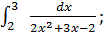 ∫₂³ dx / (2x²+3x−2) ;